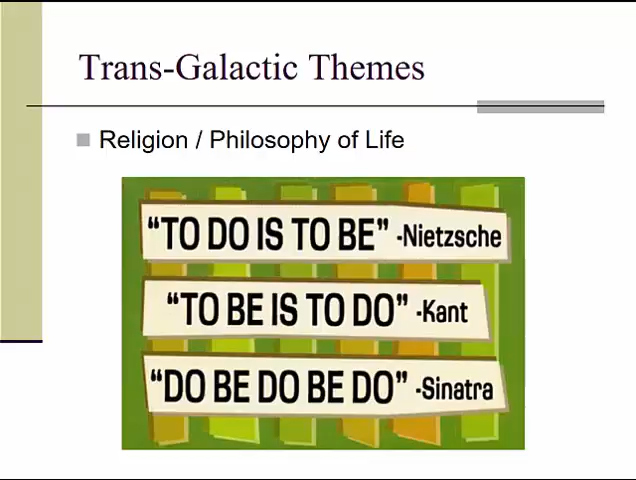 Trans-Galactic Themes
Religion / Philosophy of Life
“TO DO IS TO BE” -Nietzsche
“TO BE IS TO DO” -Kant
“DO BE DO BE DO” -Sinatra